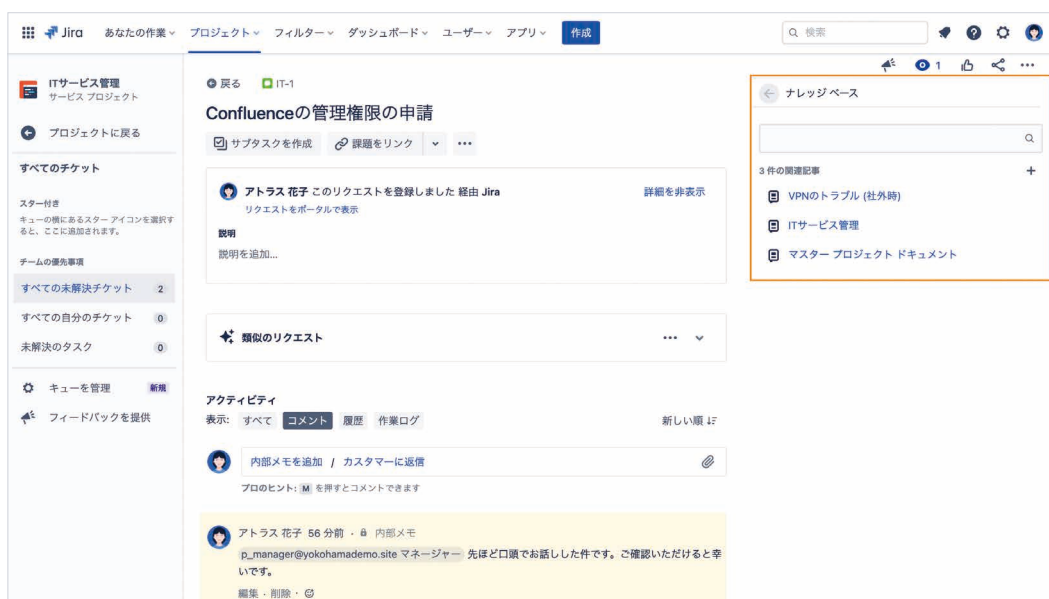 Jira あなたの作業 プロジェクト フィルター ダッシュボード ユーザー アプリ 作成 検索
ITサービス管理
サービス プロジェクト
プロジェクトに戻る
すべてのチケット
スター付き
キューの横にあるスター アイコンを選択す
ると、ここに追加されます。
チームの優先事項
すべての未解決チケット 2
すべての自分のチケット 0
未解決のタスク 0
キューを管理 新規
フィードバックを提供
戻る IT-1
Confluenceの管理権限の申請
サブタスクを作成 課題をリンク
アトラス 花子 このリクエストを登録しました 経由 Jira 詳細を非表示
リクエストをポータルで表示
説明
説明を追加...
類似のリクエスト
アクティビティ
表示: すべて コメント 履歴 作業ログ 新しい順
内部メモを追加 / カスタマーに返信
プロのヒント: M を押すとコメントできます
アトラス 花子 56 分前 · 内部メモ
p_manager@yokohamademo.site マネージャー 先ほど口頭でお話しした件です。ご確認いただけると幸
いです。
編集 · 削除 ·
1
ナレッジ ベース
3 件の関連記事
VPNのトラブル (社外時)
ITサービス管理
マスター プロジェクト ドキュメント